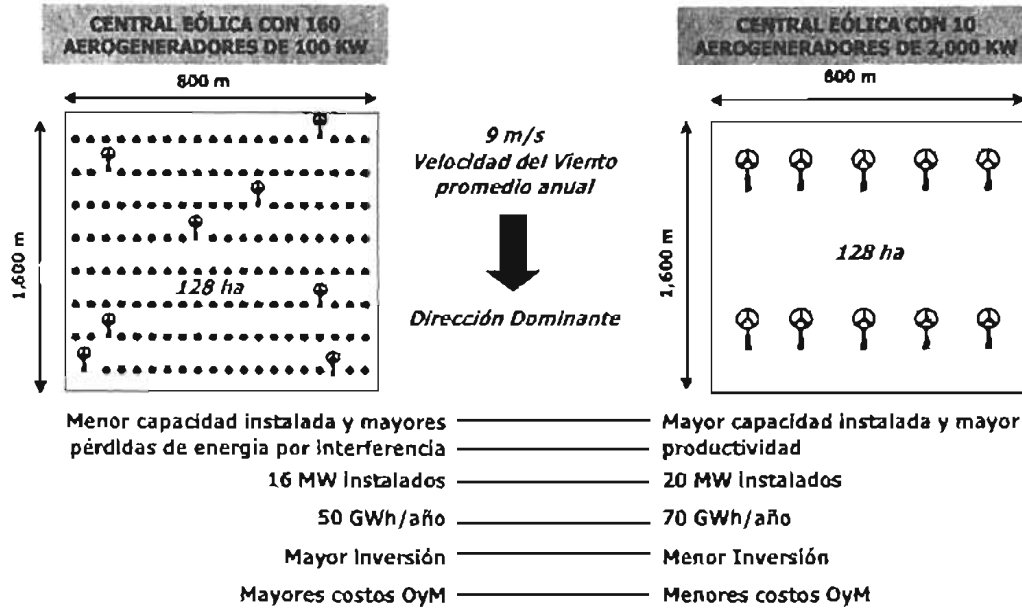 CENTRAL EÓLICA CON 160
AEROGENERADORES DE 100 KW
CENTRAL EÓLICA CON 10
AEROGENERADORES DE 2,000 KW
800 m
600 m
1,600 m
128 ha
9 m/s
Velocidad del Viento
promedio anual
Dirección Dominante
1,600 m
128 ha
Menor capacidad instalada y mayores
pérdidas de energia por interferencia
Mayor capacidad instalada y mayor
productividad
16 MW instalados
20 MW instalados
50 GWh/año
70 GWh/año
Mayor Inversión
Menor Inversión
Mayores costos OyM
Menores costos OyM